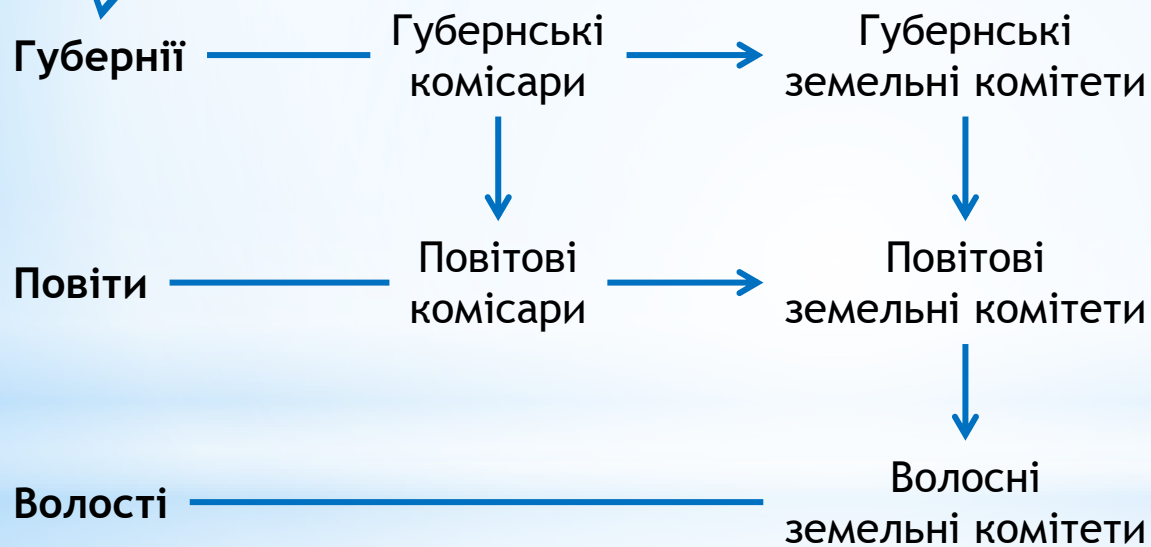 Губернії
Губернські
комісари
Губернські
земельні комітети
Повіти
Повітові
комісари
Повітові
земельні комітети
Волості
Волосні
земельні комітети